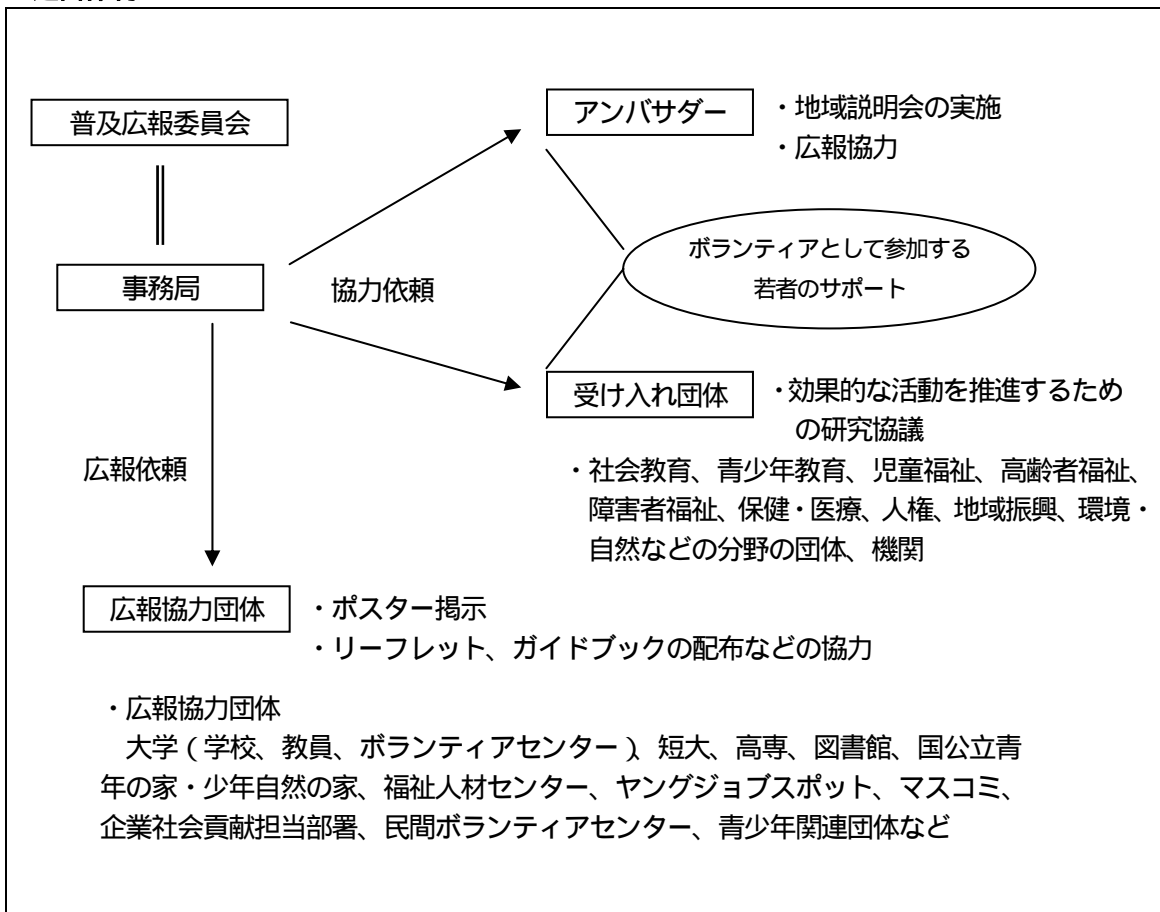 普及広報委員会
アンバサダー
・地域説明会の実施
・広報協力
ボランティアとして参加する
若者のサポート
事務局
協力依頼
受け入れ団体
・効果的な活動を推進するため
の研究協議
広報依頼
・社会教育、青少年教育、児童福祉、高齢者福祉、
障害者福祉、保健・医療、人権、地域振興、環境・
自然などの分野の団体、機関
広報協力団体
・ポスター掲示
・リーフレット、ガイドブックの配布などの協力
・広報協力団体
大学（学校、教員、ボランティアセンター）、短大、高専、図書館、国公立青
年の家・少年自然の家、福祉人材センター、ヤングジョブスポット、マスコミ、
企業社会貢献担当部署、民間ボランティアセンター、青少年関連団体など